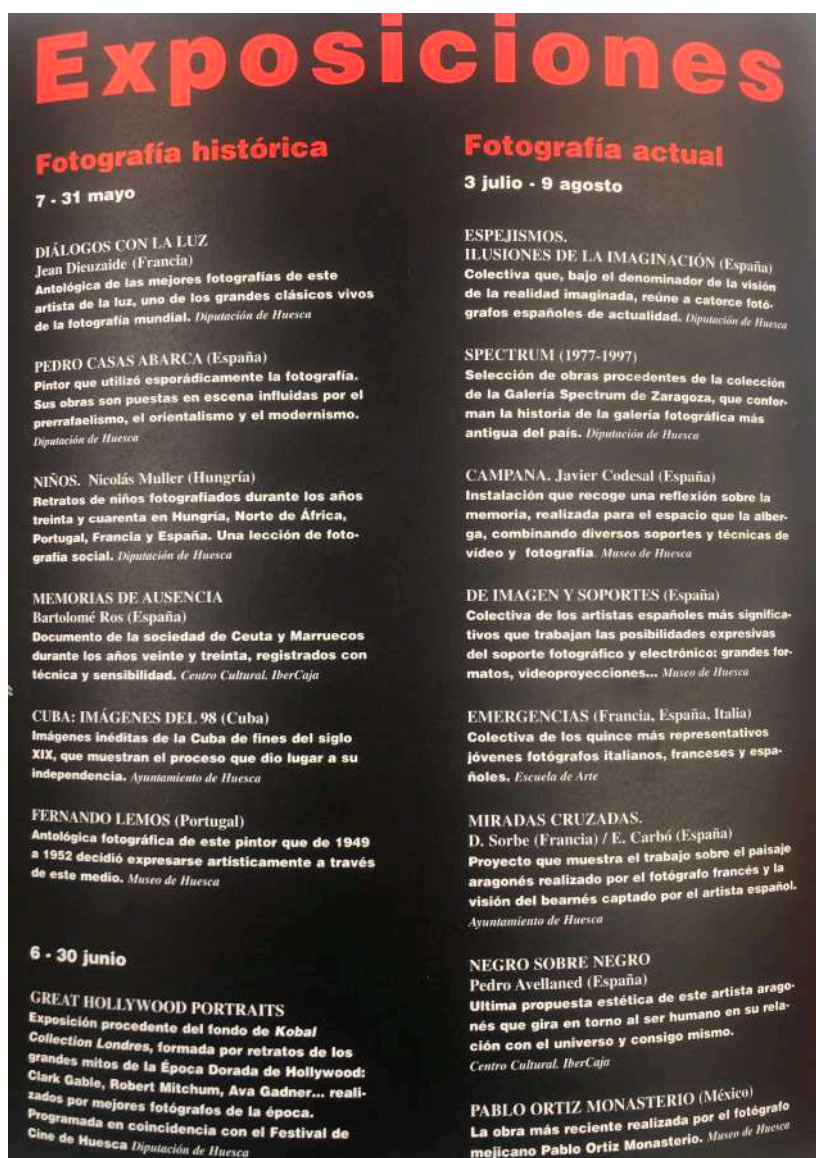 Exposiciones
Fotografía histórica
7 - 31 mayo
DIÁLOGOS CON LA LUZ
Jean Dieuzaide (Francia)
Antológica de las mejores fotografías de este
artista de la luz, uno de los grandes clásicos vivos
de la fotografía mundial. Diputación de Huesca
PEDRO CASAS ABARCA (España)
Pintor que utilizó esporádicamente la fotografía.
Sus obras son puestas en escena influidas por el
prerrafaelismo, el orientalismo y el modernismo.
Diputación de Huesca
NIÑOS. Nicolás Muller (Hungría)
Retratos de niños fotografiados durante los años
treinta y cuarenta en Hungría, Norte de África,
Portugal, Francia y España. Una lección de foto-
grafía social. Diputación de Huesca
MEMORIAS DE AUSENCIA
Bartolomé Ros (España)
Documento de la sociedad de Ceuta y Marruecos
durante los años veinte y treinta, registrados con
técnica y sensibilidad. Centro Cultural. IberCaja
CUBA: IMÁGENES DEL 98 (Cuba)
Imágenes inéditas de la Cuba de fines del siglo
XIX, que muestran el proceso que dio lugar a su
independencia. Ayuntamiento de Huesca
FERNANDO LEMOS (Portugal)
Antológica fotográfica de este pintor que de 1949
a 1952 decidió expresarse artísticamente a través
de este medio. Museo de Huesca
6 - 30 junio
GREAT HOLLYWOOD PORTRAITS
Exposición procedente del fondo de Kobal
Collection Londres, formada por retratos de los
grandes mitos de la Época Dorada de Hollywood:
Clark Gable, Robert Mitchum, Ava Gadner... reali-
zados por mejores fotógrafos de la época.
Programada en coincidencia con el Festival de
Cine de Huesca Diputación de Huesca
Fotografía actual
3 julio - 9 agosto
ESPEJISMOS.
ILUSIONES DE LA IMAGINACIÓN (España)
Colectiva que, bajo el denominador de la visión
de la realidad imaginada, reúne a catorce fotó-
grafos españoles de actualidad. Diputación de Huesca
SPECTRUM (1977-1997)
Selección de obras procedentes de la colección
de la Galería Spectrum de Zaragoza, que confor-
man la historia de la galería fotográfica más
antigua del país. Diputación de Huesca
CAMPANA. Javier Codesal (España)
Instalación que recoge una reflexión sobre la
memoria, realizada para el espacio que la alber-
ga, combinando diversos soportes y técnicas de
vídeo y fotografía. Museo de Huesca
DE IMAGEN Y SOPORTES (España)
Colectiva de los artistas españoles más significa-
tivos que trabajan las posibilidades expresivas
del soporte fotográfico y electrónico: grandes for-
matos, videoproyecciones... Museo de Huesca
EMERGENCIAS (Francia, España, Italia)
Colectiva de los quince más representativos
jóvenes fotógrafos italianos, franceses y espa-
ñoles. Escuela de Arte
MIRADAS CRUZADAS.
D. Sorbe (Francia) / E. Carbó (España)
Proyecto que muestra el trabajo sobre el paisaje
aragonés realizado por el fotógrafo francés y la
visión del bearnés captado por el artista español.
Ayuntamiento de Huesca
NEGRO SOBRE NEGRO
Pedro Avellaned (España)
Ultima propuesta estética de este artista arago-
nés que gira en torno al ser humano en su rela-
ción con el universo y consigo mismo.
Centro Cultural. IberCaja
PABLO ORTIZ MONASTERIO (México)
La obra más reciente realizada por el fotógrafo
mejicano Pablo Ortiz Monasterio. Museo de Huesca